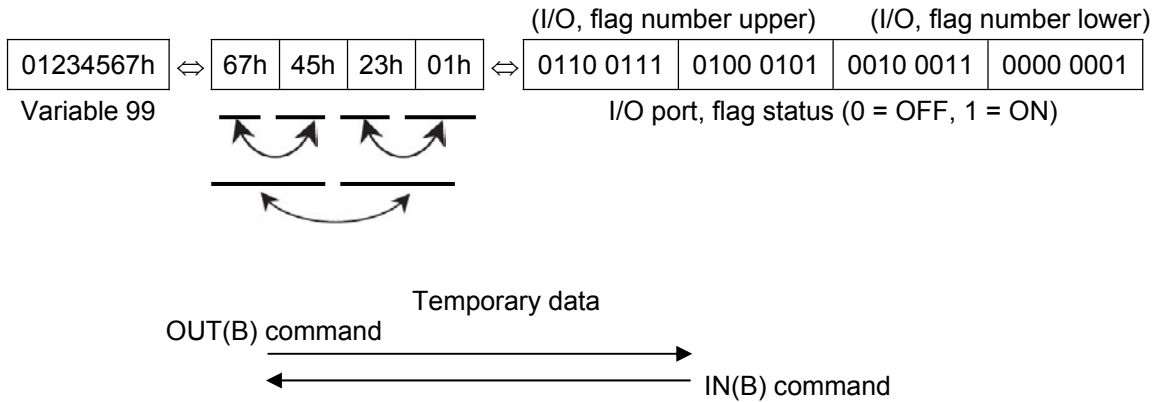 (I/O, flag number upper) (I/O, flag number lower)
01234567h ⇔ 67h 45h 23h 01h ⇔ 0110 0111 0100 0101 0010 0011 0000 0001
Variable 99 I/O port, flag status (0 = OFF, 1 = ON)
Temporary data
OUT(B) command
IN(B) command